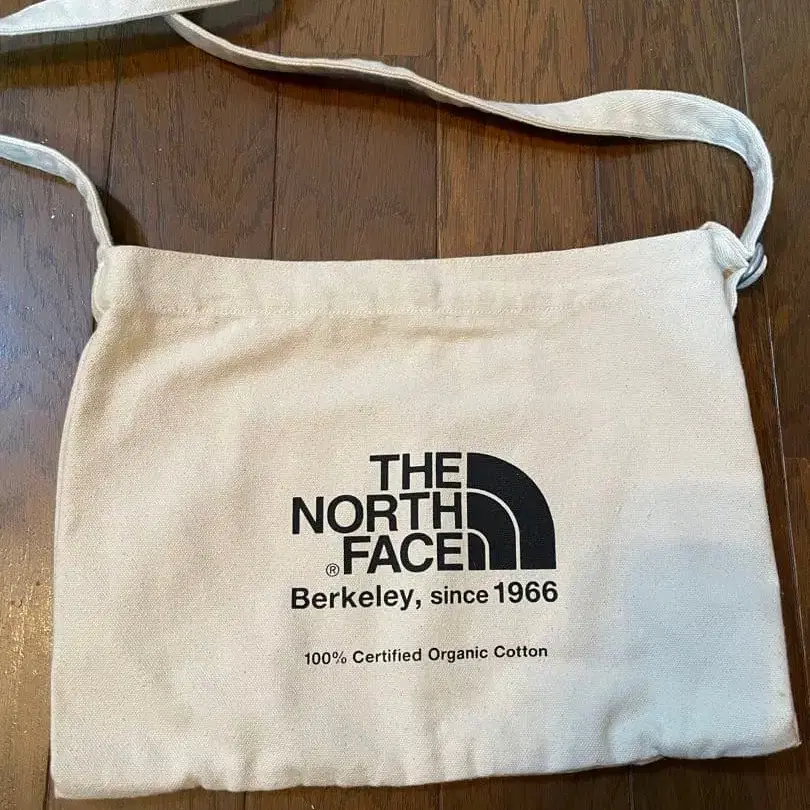 THE
NORTH
® FACE
Berkeley, since 1966
100% Certified Organic Cotton